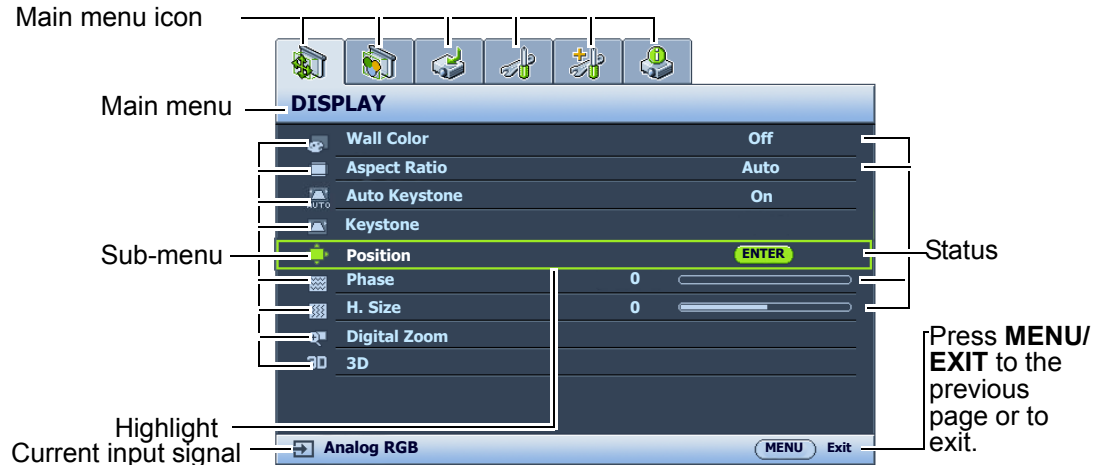 Main menu icon
Main menu
DISPLAY
Wall Color Off
Aspect Ratio Auto
AUTO
Auto Keystone On
Keystone
Sub-menu
Position ENTER
Status
Phase 0
H. Size 0
Digital Zoom
3D 3D
Press MENU/
EXIT to the
previous
page or to
exit.
Highlight
Current input signal
Analog RGB
MENU Exit